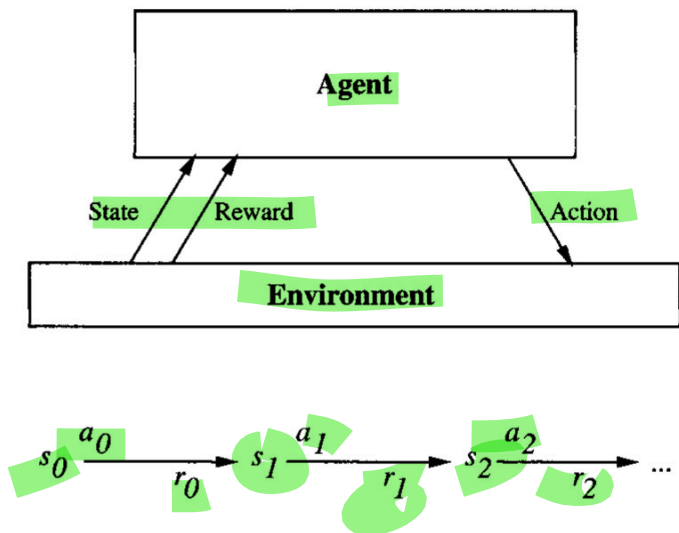 Agent
State Reward Action
Environment
a0 a1 a2
s0 s1 s2 ...
r0 r1 r2